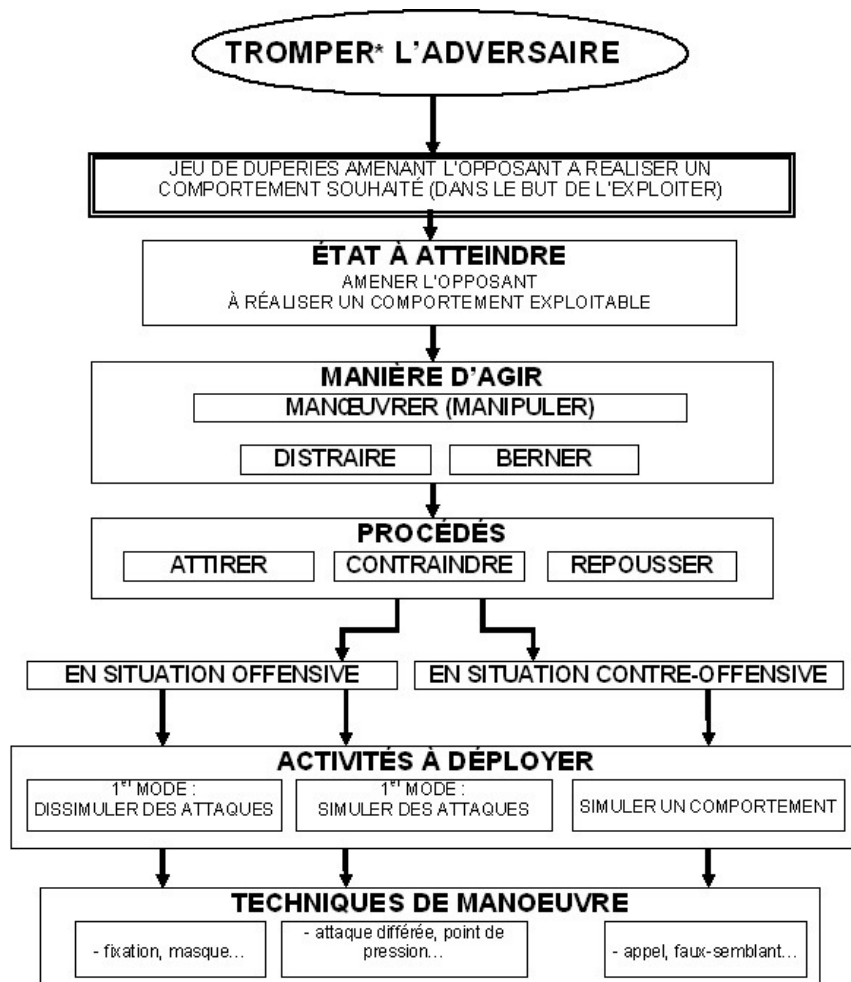 TROMPER* L'ADVERSAIRE
JEU DE DUPERIES AMENANT L'OPPOSANT A REALISER UN
COMPORTEMENT SOUHAITÉ (DANS LE BUT DE L'EXPLOITER)
ÉTAT À ATTEINDRE
AMENER L'OPPOSANT
À RÉALISER UN COMPORTEMENT EXPLOITABLE
MANIÈRE D'AGIR
MANŒUVRER (MANIPULER)
DISTRAIRE
BERNER
PROCÉDÉS
ATTIRER
CONTRAINDRE
REPOUSSER
EN SITUATION OFFENSIVE
EN SITUATION CONTRE-OFFENSIVE
ACTIVITÉS À DÉPLOYER
1er MODE :
DISSIMULER DES ATTAQUES
1er MODE :
SIMULER DES ATTAQUES
SIMULER UN COMPORTEMENT
TECHNIQUES DE MANOEUVRE
- fixation, masque...
- attaque différée, point de
pression...
- appel, faux-semblant...